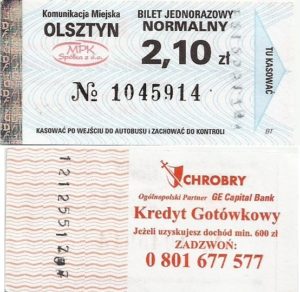 Komunikacja Miejska
OLSZTYN
MPK
Spółka z o.o.
BILET JEDNORAZOWY
NORMALNY
2,10 zł
TU KASOWAĆ
№ 1045914
KASOWAĆ PO WEJŚCIU DO AUTOBUSU I ZACHOWAĆ DO KONTROLI
CHROBRY
Ogólnopolski Partner GE Capital Bank
Kredyt Gotówkowy
Jeżeli uzyskujesz dochód min. 600 zł
ZADZWOŃ:
0 801 677 577